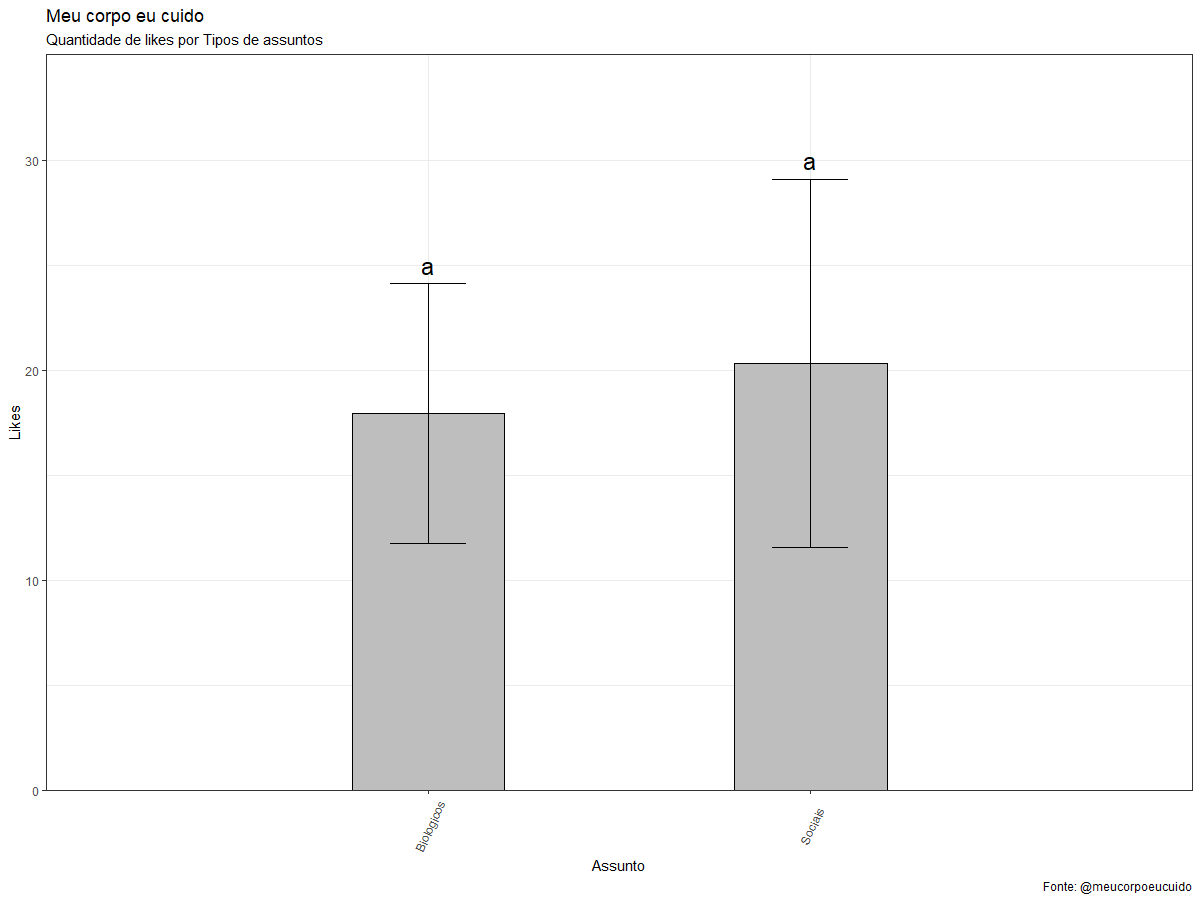 Meu corpo eu cuido
Quantidade de likes por Tipos de assuntos
a
a
30
20
10
0
Likes
Biologicos
Sociais
Assunto
Fonte: @meucorpoeucuido